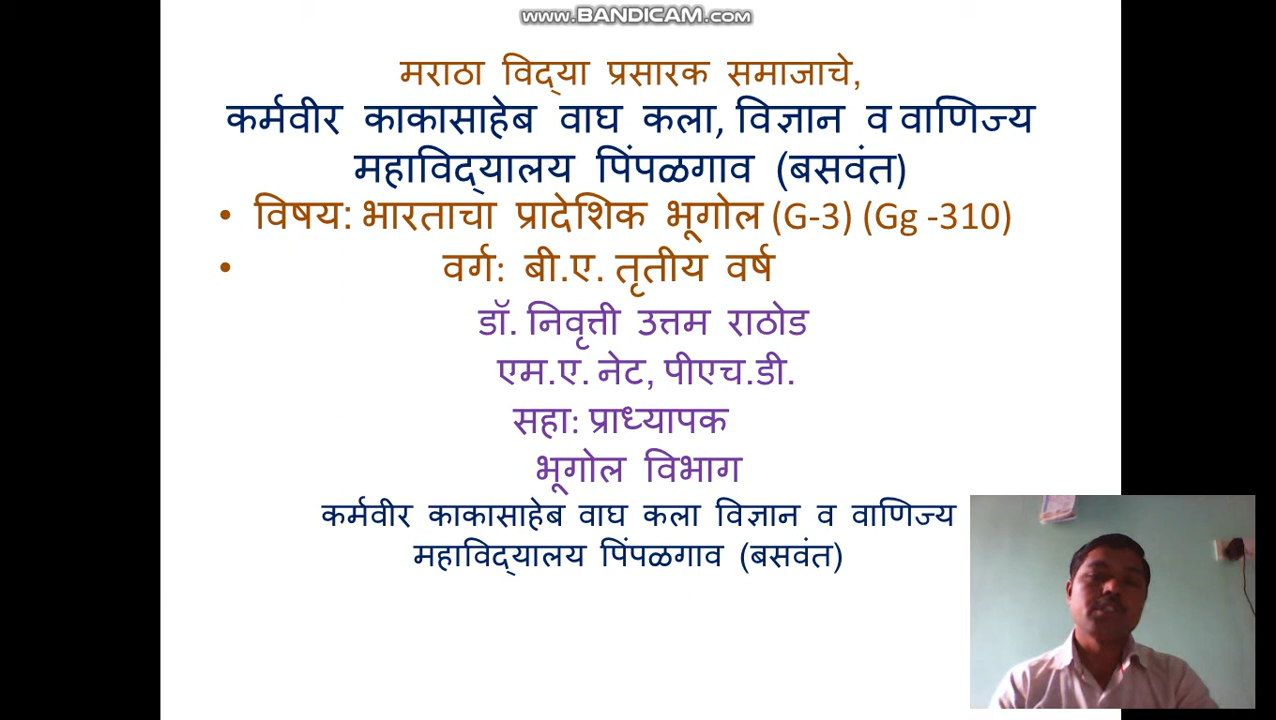 www.BANDICAM.com
मराठा विद्या प्रसारक समाजाचे,
कर्मवीर काकासाहेब वाघ कला, विज्ञान व वाणिज्य
महाविद्यालय पिंपळगाव (बसवंत)
• विषय: भारताचा प्रादेशिक भूगोल (G-3) (Gg -310)
• वर्ग: बी.ए. तृतीय वर्ष
डॉ. निवृत्ती उत्तम राठोड
एम.ए. नेट, पीएच.डी.
सहा: प्राध्यापक
भूगोल विभाग
कर्मवीर काकासाहेब वाघ कला विज्ञान व वाणिज्य
महाविद्यालय पिंपळगाव (बसवंत)